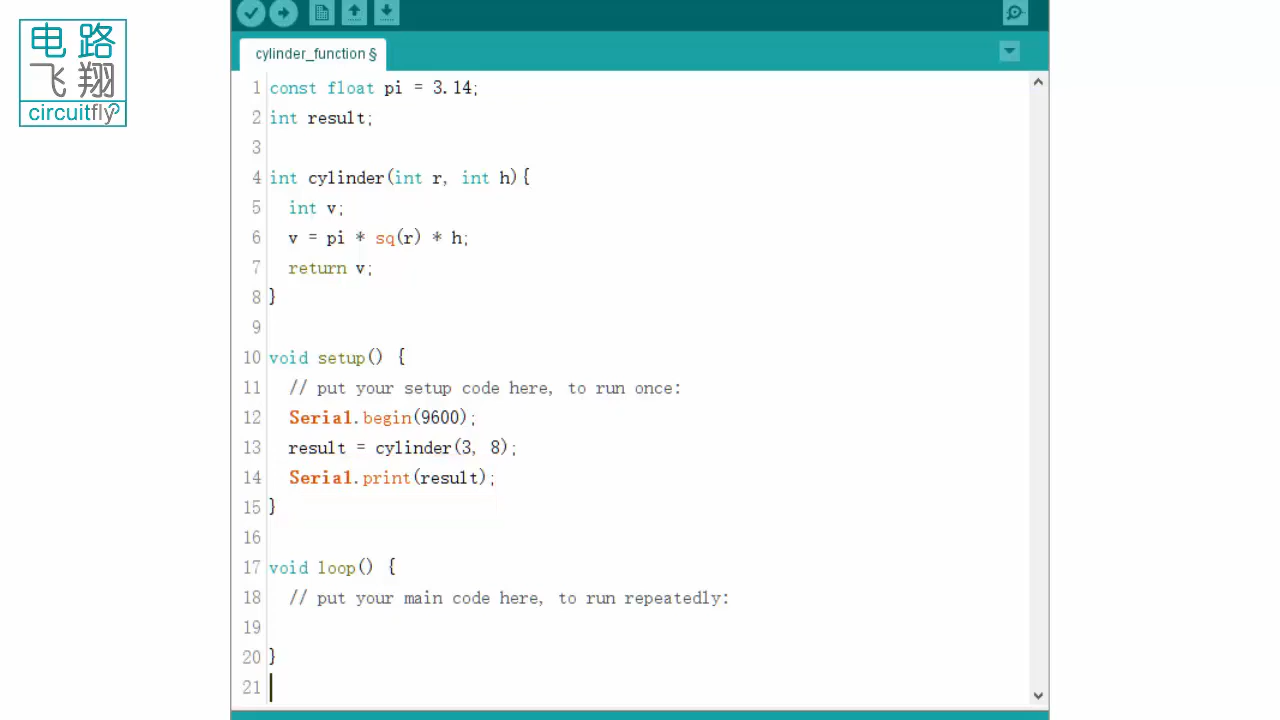 电路
飞翔
circuitfly
cylinder_function §
1 const float pi = 3.14;
2 int result;
3
4 int cylinder(int r, int h){
5 int v;
6 v = pi * sq(r) * h;
7 return v;
8 }
9
10 void setup() {
11 // put your setup code here, to run once:
12 Serial.begin(9600);
13 result = cylinder(3, 8);
14 Serial.print(result);
15 }
16
17 void loop() {
18 // put your main code here, to run repeatedly:
19
20 }
21